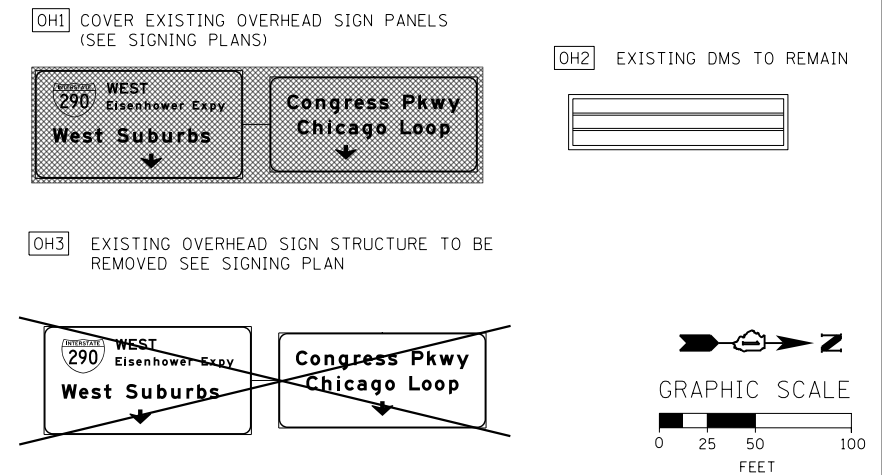 OH1 COVER EXISTING OVERHEAD SIGN PANELS
(SEE SIGNING PLANS)
INTERSTATE
290
WEST
Eisenhower Expy
West Suburbs
Congress Pkwy
Chicago Loop
OH2 EXISTING DMS TO REMAIN
OH3 EXISTING OVERHEAD SIGN STRUCTURE TO BE
REMOVED SEE SIGNING PLAN
INTERSTATE
290
WEST
Eisenhower Expy
West Suburbs
Congress Pkwy
Chicago Loop
N
GRAPHIC SCALE
0 25 50 100
FEET